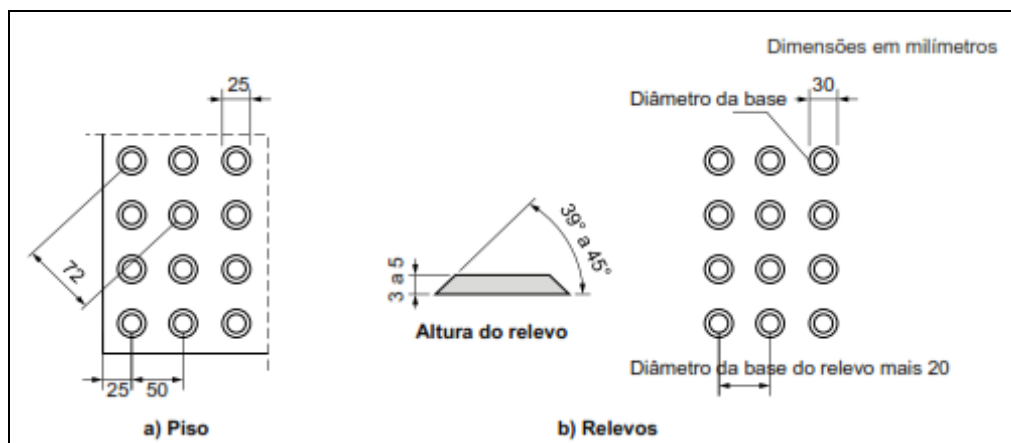 Dimensões em milímetros
25
30
Diâmetro da base
72
39° a 45°
3 a 5
Altura do relevo
Diâmetro da base do relevo mais 20
25
50
a) Piso
b) Relevos